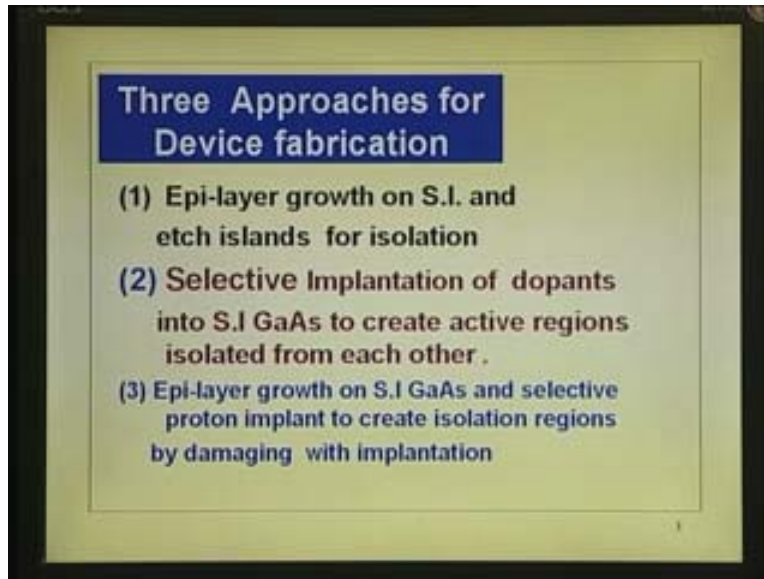 Three Approaches for
Device fabrication
(1) Epi-layer growth on S.I. and
etch islands for isolation
(2) Selective Implantation of dopants
into S.I GaAs to create active regions
isolated from each other.
(3) Epi-layer growth on S.I GaAs and selective
proton implant to create isolation regions
by damaging with implantation
1